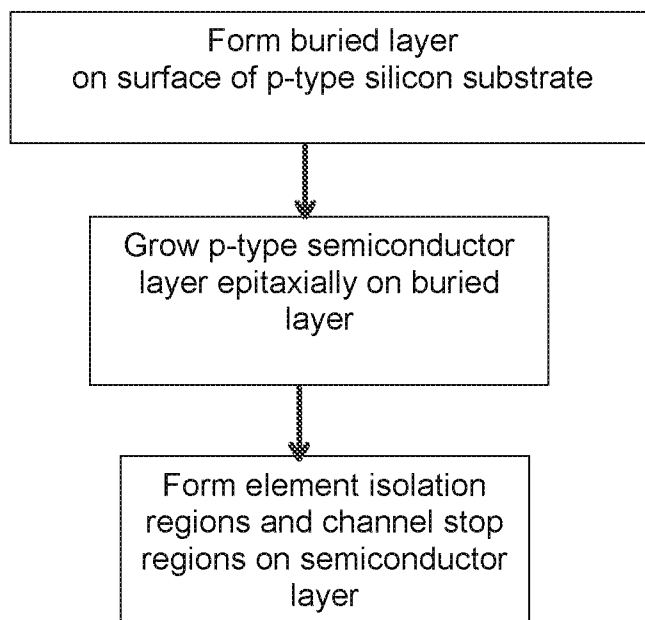 Form buried layer
on surface of p-type silicon substrate
Grow p-type semiconductor
layer epitaxially on buried
layer
Form element isolation
regions and channel stop
regions on semiconductor
layer